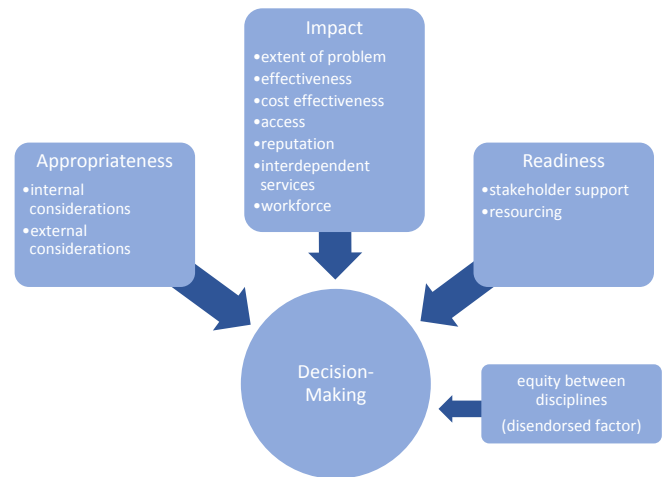 Impact
•extent of problem
•effectiveness
•cost effectiveness
•access
•reputation
•interdependent
services
•workforce
Appropriateness
•internal
considerations
•external
considerations
Readiness
•stakeholder support
•resourcing
Decision-
Making
equity between
disciplines
(disendorsed factor)